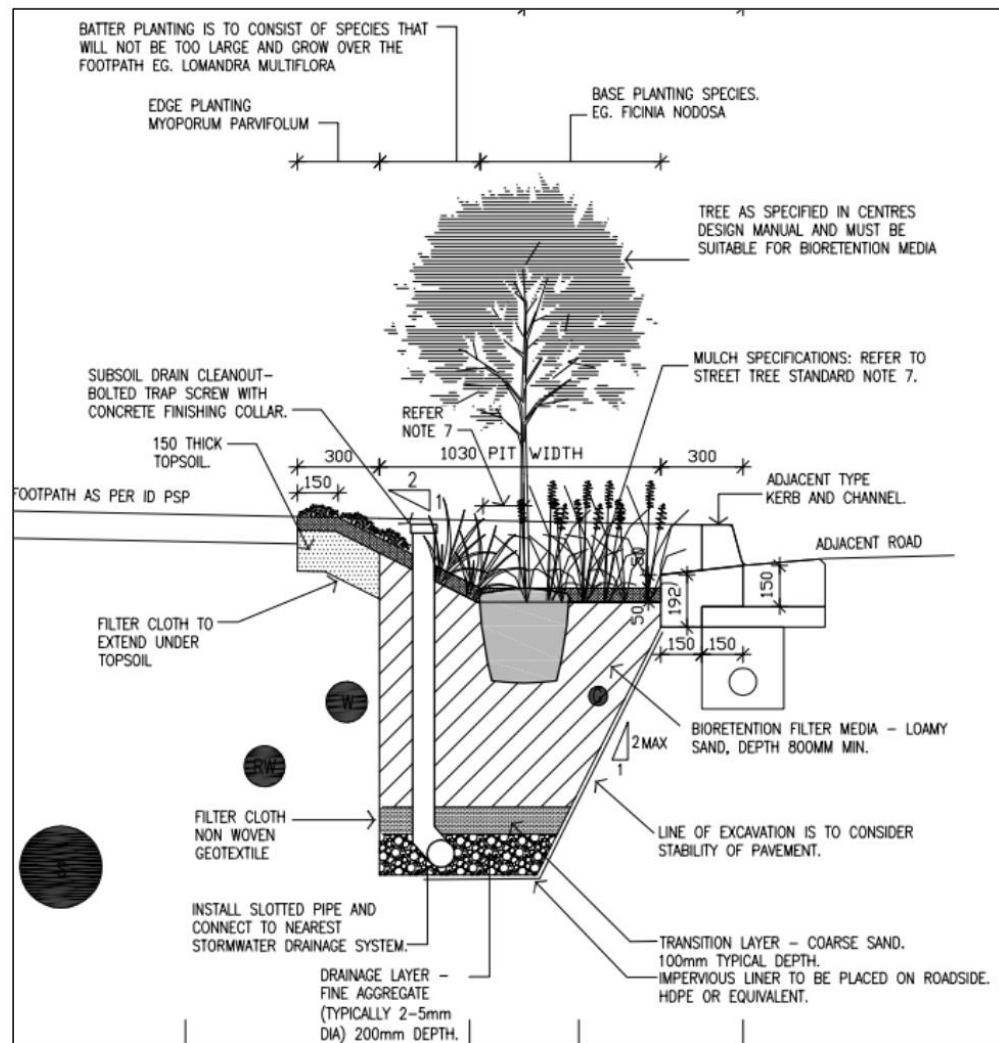 BATTER PLANTING IS TO CONSIST OF SPECIES THAT
WILL NOT BE TOO LARGE AND GROW OVER THE
FOOTPATH EG. LOMANDRA MULTIFLORA
EDGE PLANTING
MYOPORUM PARVIFOLUM
BASE PLANTING SPECIES.
EG. FICINIA NODOSA
TREE AS SPECIFIED IN CENTRES
DESIGN MANUAL AND MUST BE
SUITABLE FOR BIORETENTION MEDIA
MULCH SPECIFICATIONS: REFER TO
STREET TREE STANDARD NOTE 7.
SUBSOIL DRAIN CLEANOUT-
BOLTED TRAP SCREW WITH
CONCRETE FINISHING COLLAR.
REFER
NOTE 7
150 THICK
TOPSOIL.
300
1030 PIT WIDTH
300
150
2
1
ADJACENT TYPE
KERB AND CHANNEL.
FOOTPATH AS PER ID PSP
ADJACENT ROAD
50
192
150
50
FILTER CLOTH TO
EXTEND UNDER
TOPSOIL
150
150
W
G
BIORETENTION FILTER MEDIA - LOAMY
SAND, DEPTH 800MM MIN.
2 MAX
1
RW
FILTER CLOTH
NON WOVEN
GEOTEXTILE
LINE OF EXCAVATION IS TO CONSIDER
STABILITY OF PAVEMENT.
INSTALL SLOTTED PIPE AND
CONNECT TO NEAREST
STORMWATER DRAINAGE SYSTEM.
TRANSITION LAYER - COARSE SAND.
100mm TYPICAL DEPTH.
IMPERVIOUS LINER TO BE PLACED ON ROADSIDE.
HDPE OR EQUIVALENT.
DRAINAGE LAYER -
FINE AGGREGATE
(TYPICALLY 2-5mm
DIA) 200mm DEPTH.